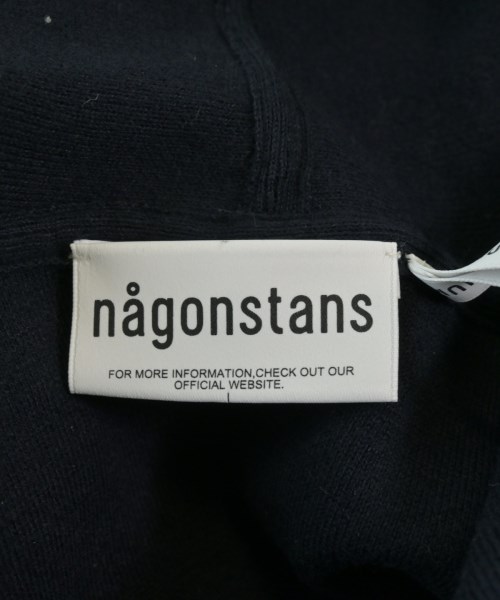 någonstans
FOR MORE INFORMATION,CHECK OUT OUR
OFFICIAL WEBSITE.